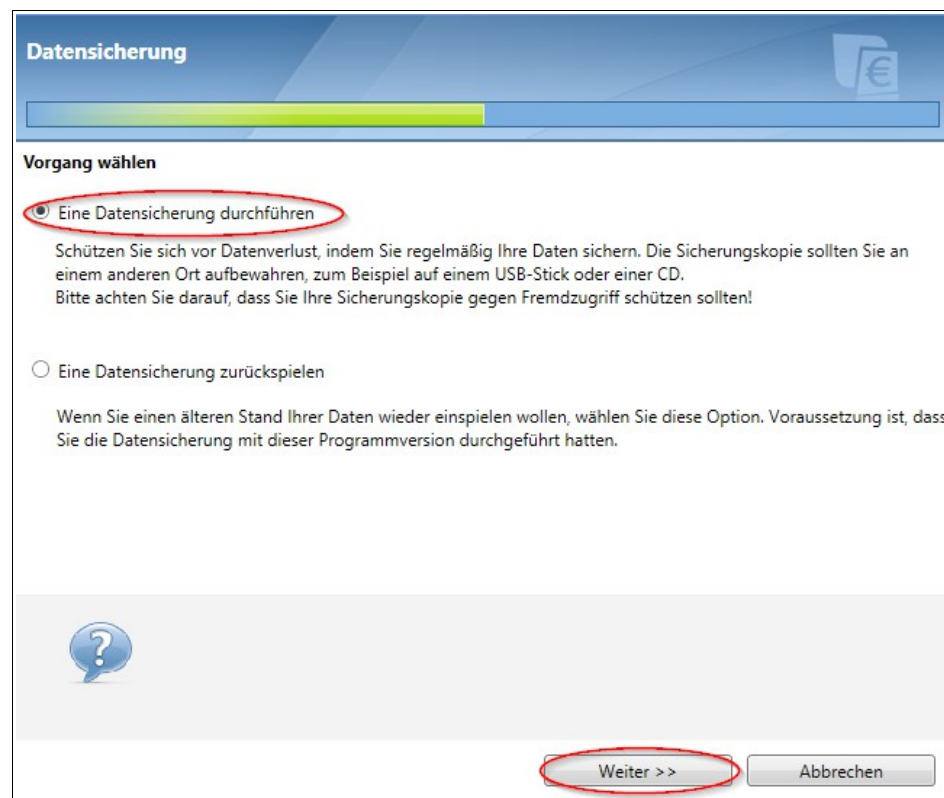 Datensicherung
€
Vorgang wählen
Eine Datensicherung durchführen
Schützen Sie sich vor Datenverlust, indem Sie regelmäßig Ihre Daten sichern. Die Sicherungskopie sollten Sie an
einem anderen Ort aufbewahren, zum Beispiel auf einem USB-Stick oder einer CD.
Bitte achten Sie darauf, dass Sie Ihre Sicherungskopie gegen Fremdzugriff schützen sollten!
Eine Datensicherung zurückspielen
Wenn Sie einen älteren Stand Ihrer Daten wieder einspielen wollen, wählen Sie diese Option. Voraussetzung ist, dass
Sie die Datensicherung mit dieser Programmversion durchgeführt hatten.
?
Weiter >>
Abbrechen